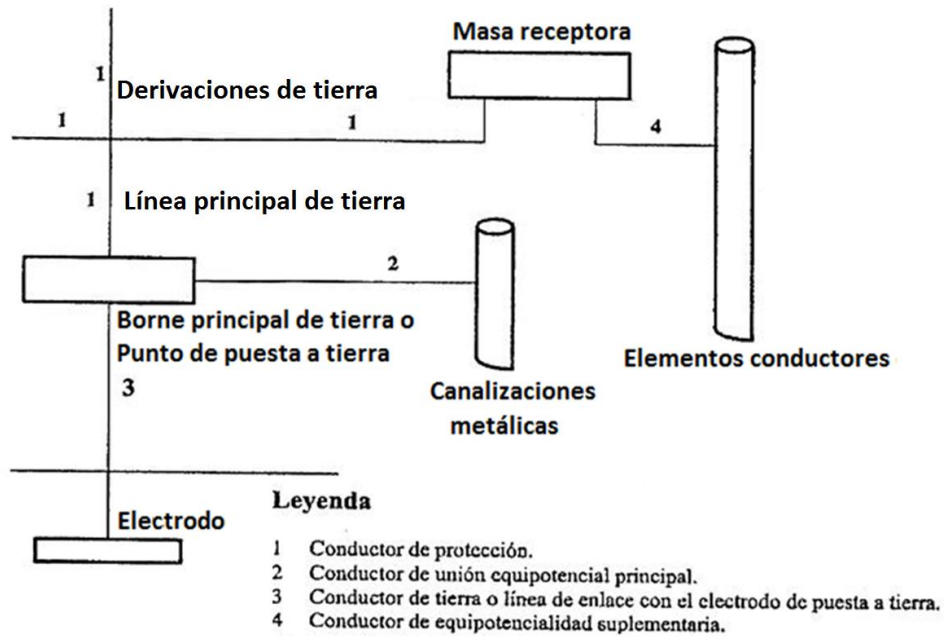 Masa receptora
1
Derivaciones de tierra
1
1
4
1
Línea principal de tierra
2
Borne principal de tierra o
Punto de puesta a tierra
Elementos conductores
3
Canalizaciones
metálicas
Leyenda
Electrodo
1 Conductor de protección.
2 Conductor de unión equipotencial principal.
3 Conductor de tierra o línea de enlace con el electrodo de puesta a tierra.
4 Conductor de equipotencialidad suplementaria.